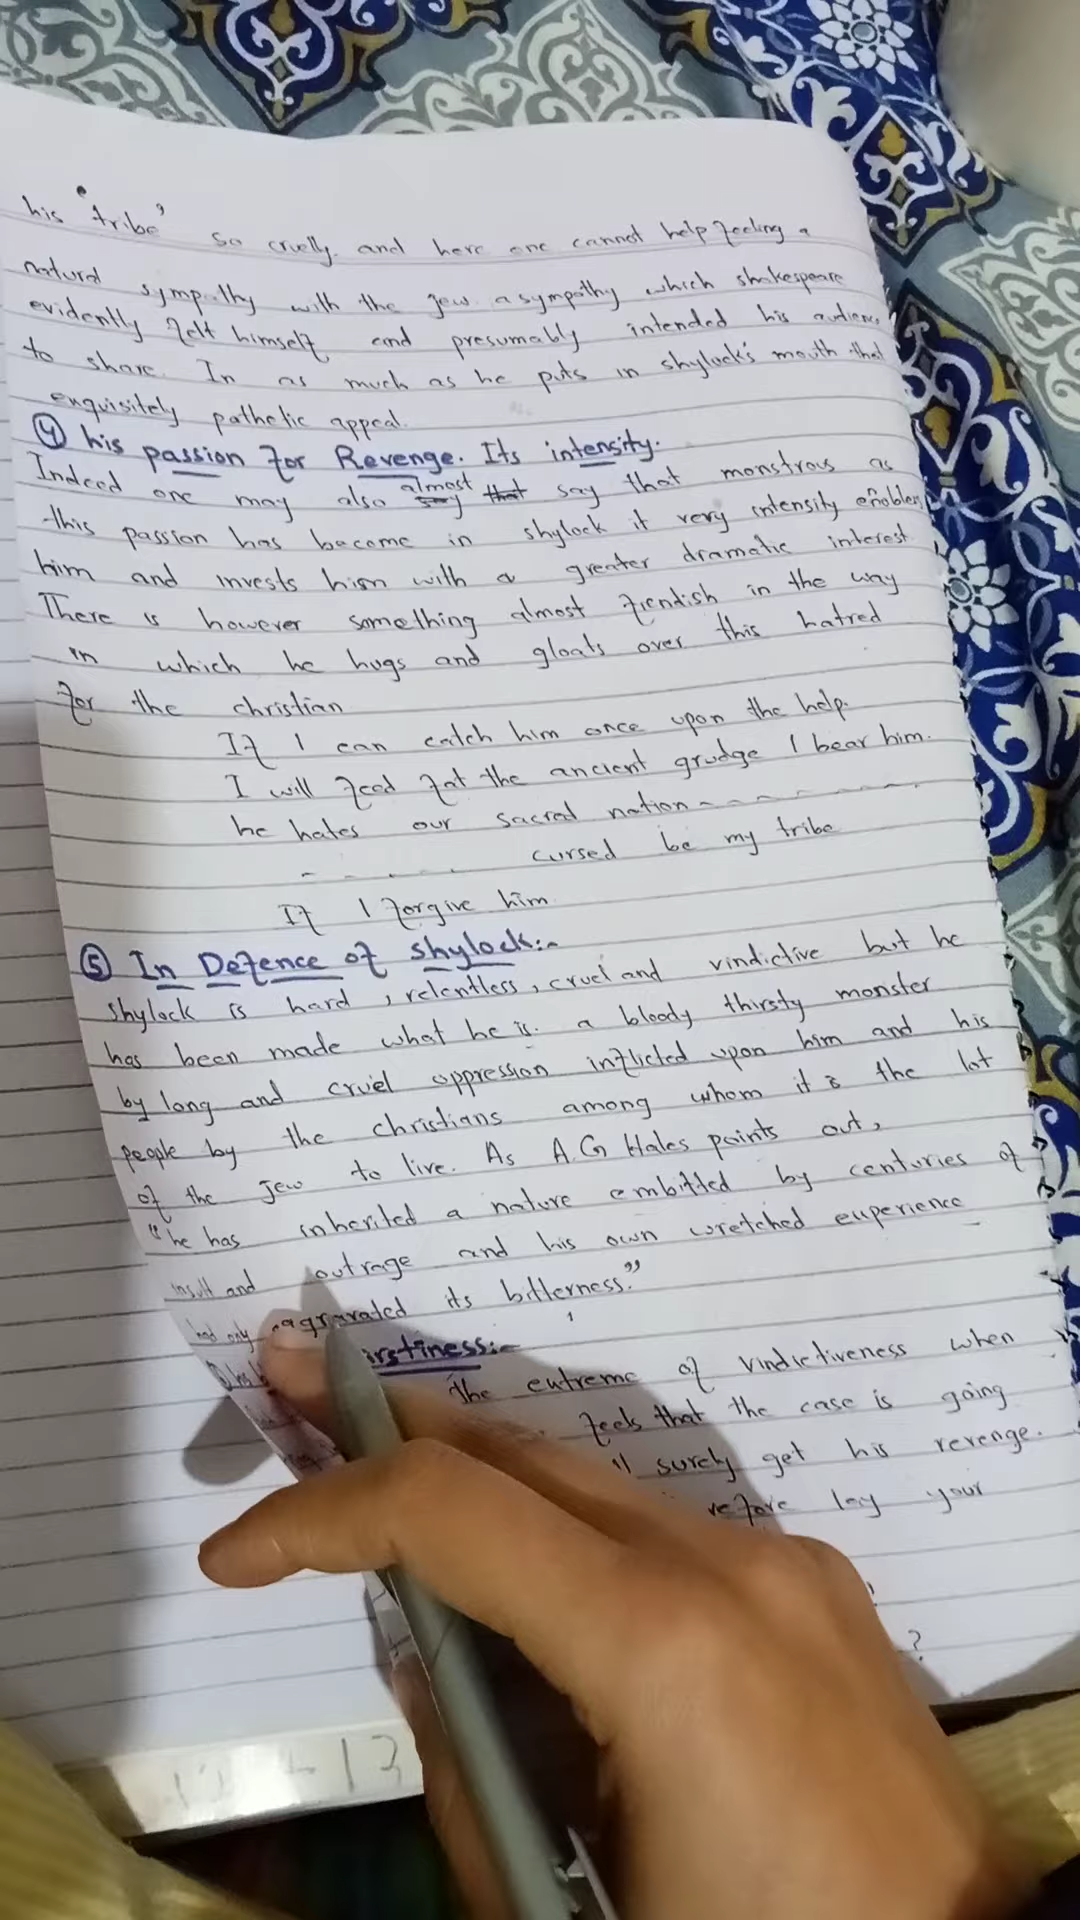 his 'tribe' so cruelly. and here one cannot help feeling a
natural sympathy with the jew. a sympathy which shakespeare
evidently felt himself and presumably intended his audience
to share. In as much as he puts in shylock's mouth that
exquisitely pathetic appeal.
④ his passion for Revenge. Its intensity.
Indeed one may also almost say that say that monstrous as
this passion has become in shylock it very intensity enobles
him and invests him with a greater dramatic interest
There is however something almost fiendish in the way
in which he hugs and gloats over this hatred
for the christian
If I can catch him once upon the help.
I will feed fat the ancient grudge I bear him.
he hates our sacred nation - - - - - - - -
- - - - - cursed be my tribe
If I forgive him
⑤ In Defence of shylock:-
shylock is hard, relentless, cruel and vindictive but he
has been made what he is. a bloody thirsty monster
by long and cruel oppression inflicted upon him and his
people by the christians among whom it is the lot
of the jew to live. As A.G Hales points out,
"he has inherited a nature embitted by centuries of
insult and outrage and his own wretched experience
had only aggravated its bitterness."
irstiness:-
the extreme of vindictiveness when
feels that the case is going
surely get his revenge.
lay your
?
13